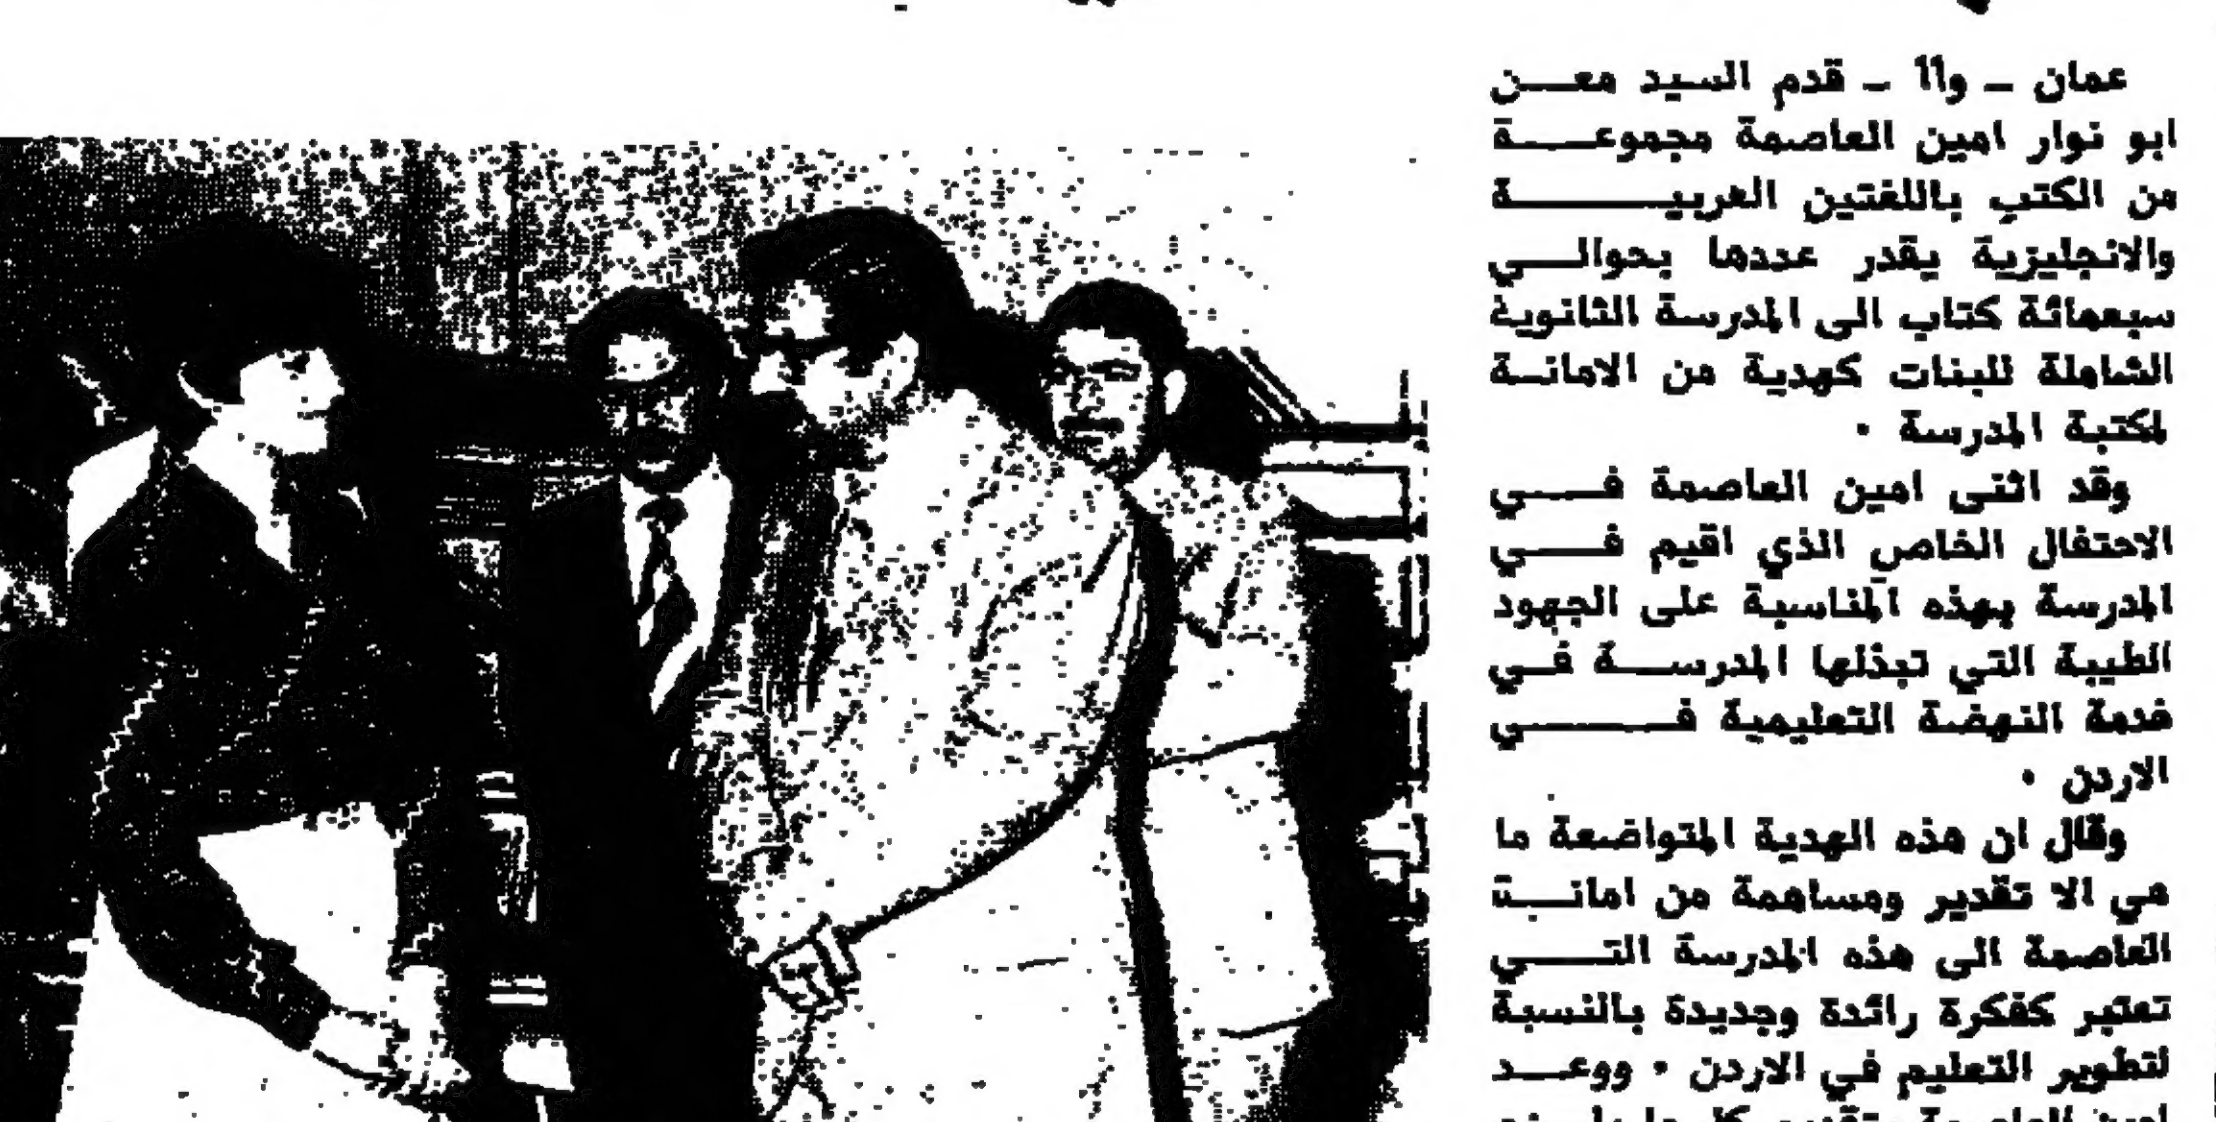 عمان ـ واا ـ قدم السيد معن
ابو نوار امين العاصمة مجموعة
من الكتب باللغتين العربية
والانجليزية يقدر عددها بحوالي
سبعمائة كتاب الى المدرسة الثانوية
الشاملة للبنات كهدية من الامانة
لمكتبة المدرسة ٠
وقد اثنى امين العاصمة في
الاحتفال الخاص الذي اقيم في
المدرسة بهذه المناسبة على الجهود
الطيبة التي تبذلها المدرسة في
خدمة النهضة التعليمية في
الاردن ٠
وقال ان هذه الهدية المتواضعة ما
هي الا تقدير ومساهمة من امانة
العاصمة الى هذه المدرسة التي
تعتبر كفكرة رائدة وجديدة بالنسبة
لتطوير التعليم في الاردن ٠ ووعد